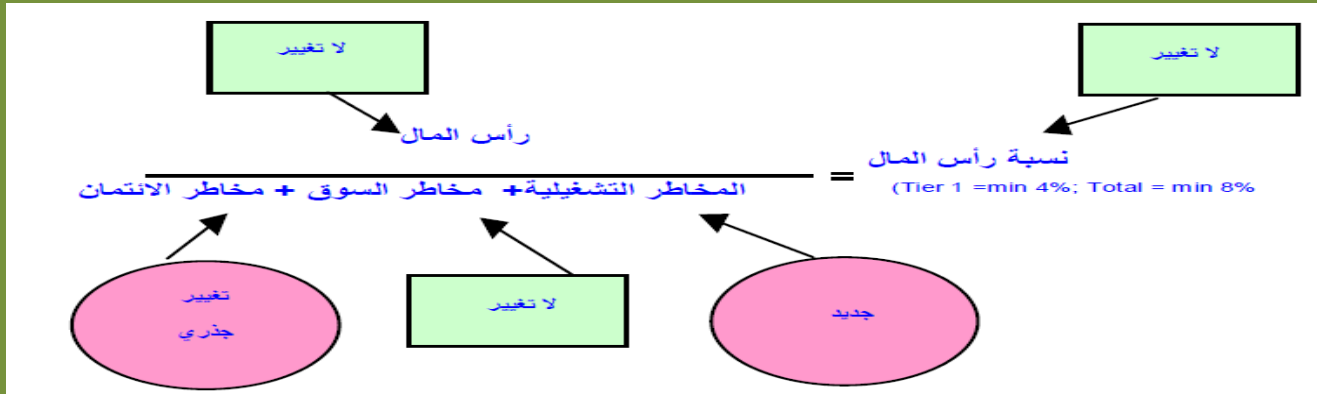 لا تغيير
لا تغيير
رأس المال
نسبة رأس المال
=
مخاطر الائتمان + مخاطر السوق +المخاطر التشغيلية
(Tier 1 =min 4%; Total = min 8%
تغيير
جذري
لا تغيير
جديد